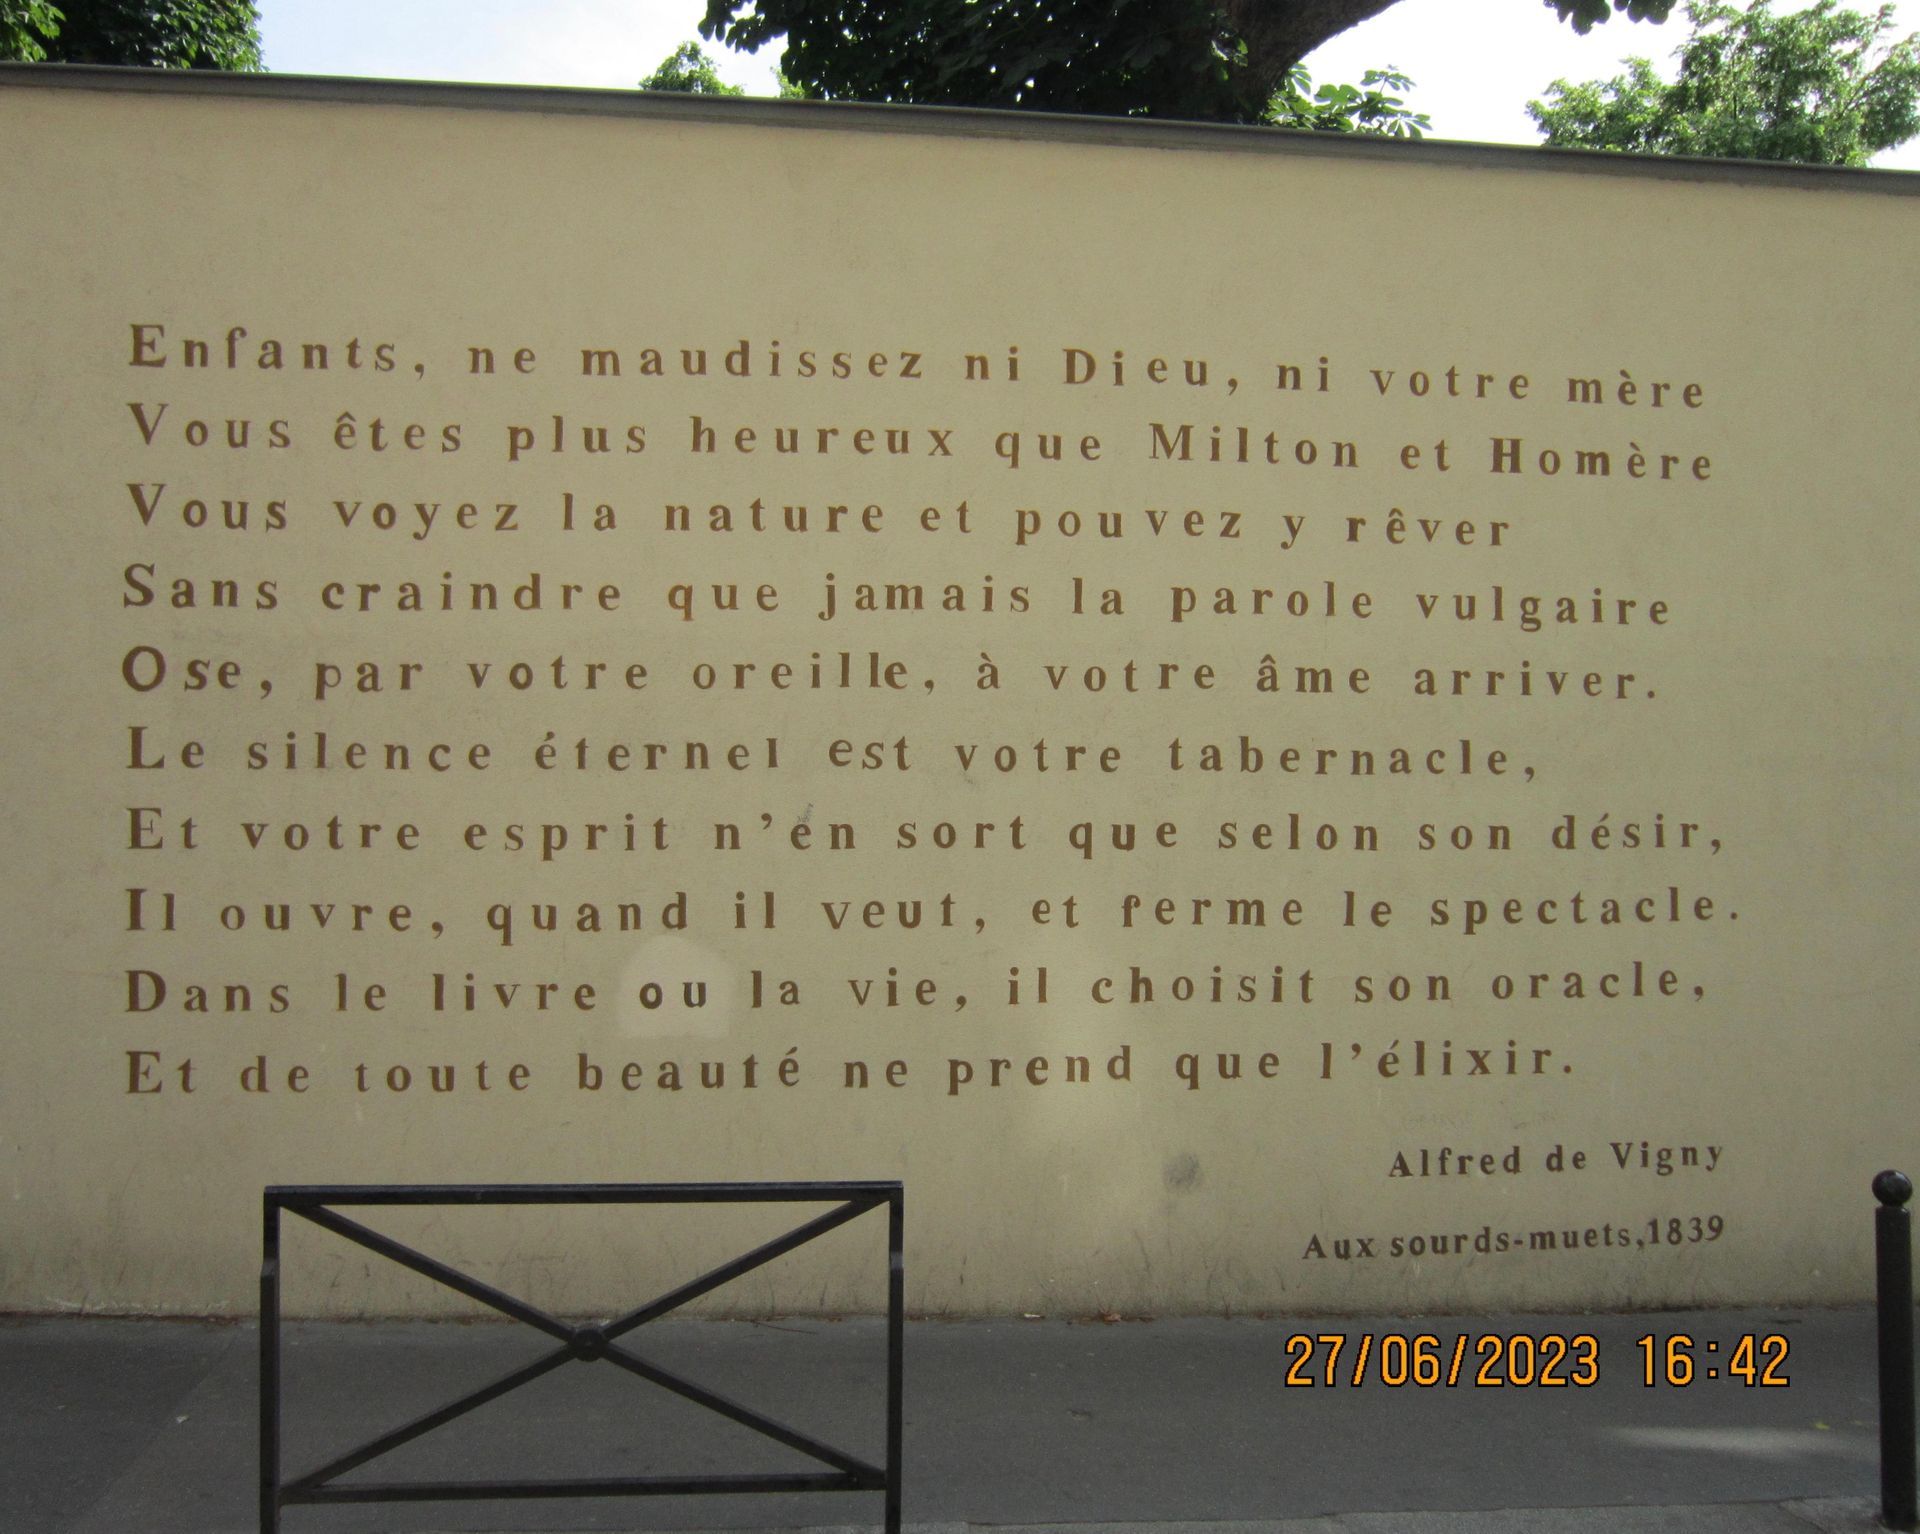 Enfants, ne maudissez ni Dieu, ni votre mère
Vous êtes plus heureux que Milton et Homère
Vous voyez la nature et pouvez y rêver
Sans craindre que jamais la parole vulgaire
Ose, par votre oreille, à votre âme arriver.
Le silence éternel est votre tabernacle,
Et votre esprit n'en sort que selon son désir,
Il ouvre, quand il veut, et ferme le spectacle.
Dans le livre ou la vie, il choisit son oracle,
Et de toute beauté ne prend que l'élixir.
Alfred de Vigny
Aux sourds-muets,1839
27/06/2023 16:42